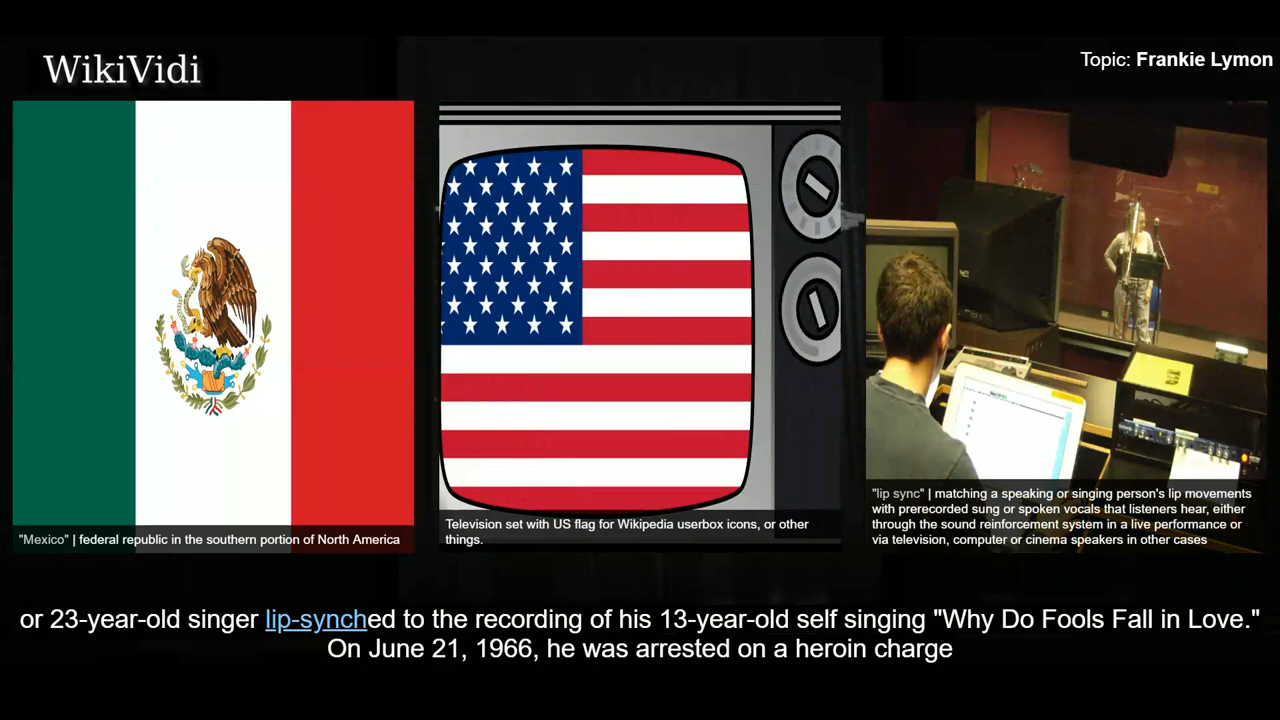 WikiVidi
Topic: Frankie Lymon
"Mexico" | federal republic in the southern portion of North America
Television set with US flag for Wikipedia userbox icons, or other
things.
"lip sync" | matching a speaking or singing person's lip movements
with prerecorded sung or spoken vocals that listeners hear, either
through the sound reinforcement system in a live performance or
via television, computer or cinema speakers in other cases
or 23-year-old singer lip-synched to the recording of his 13-year-old self singing "Why Do Fools Fall in Love."
On June 21, 1966, he was arrested on a heroin charge